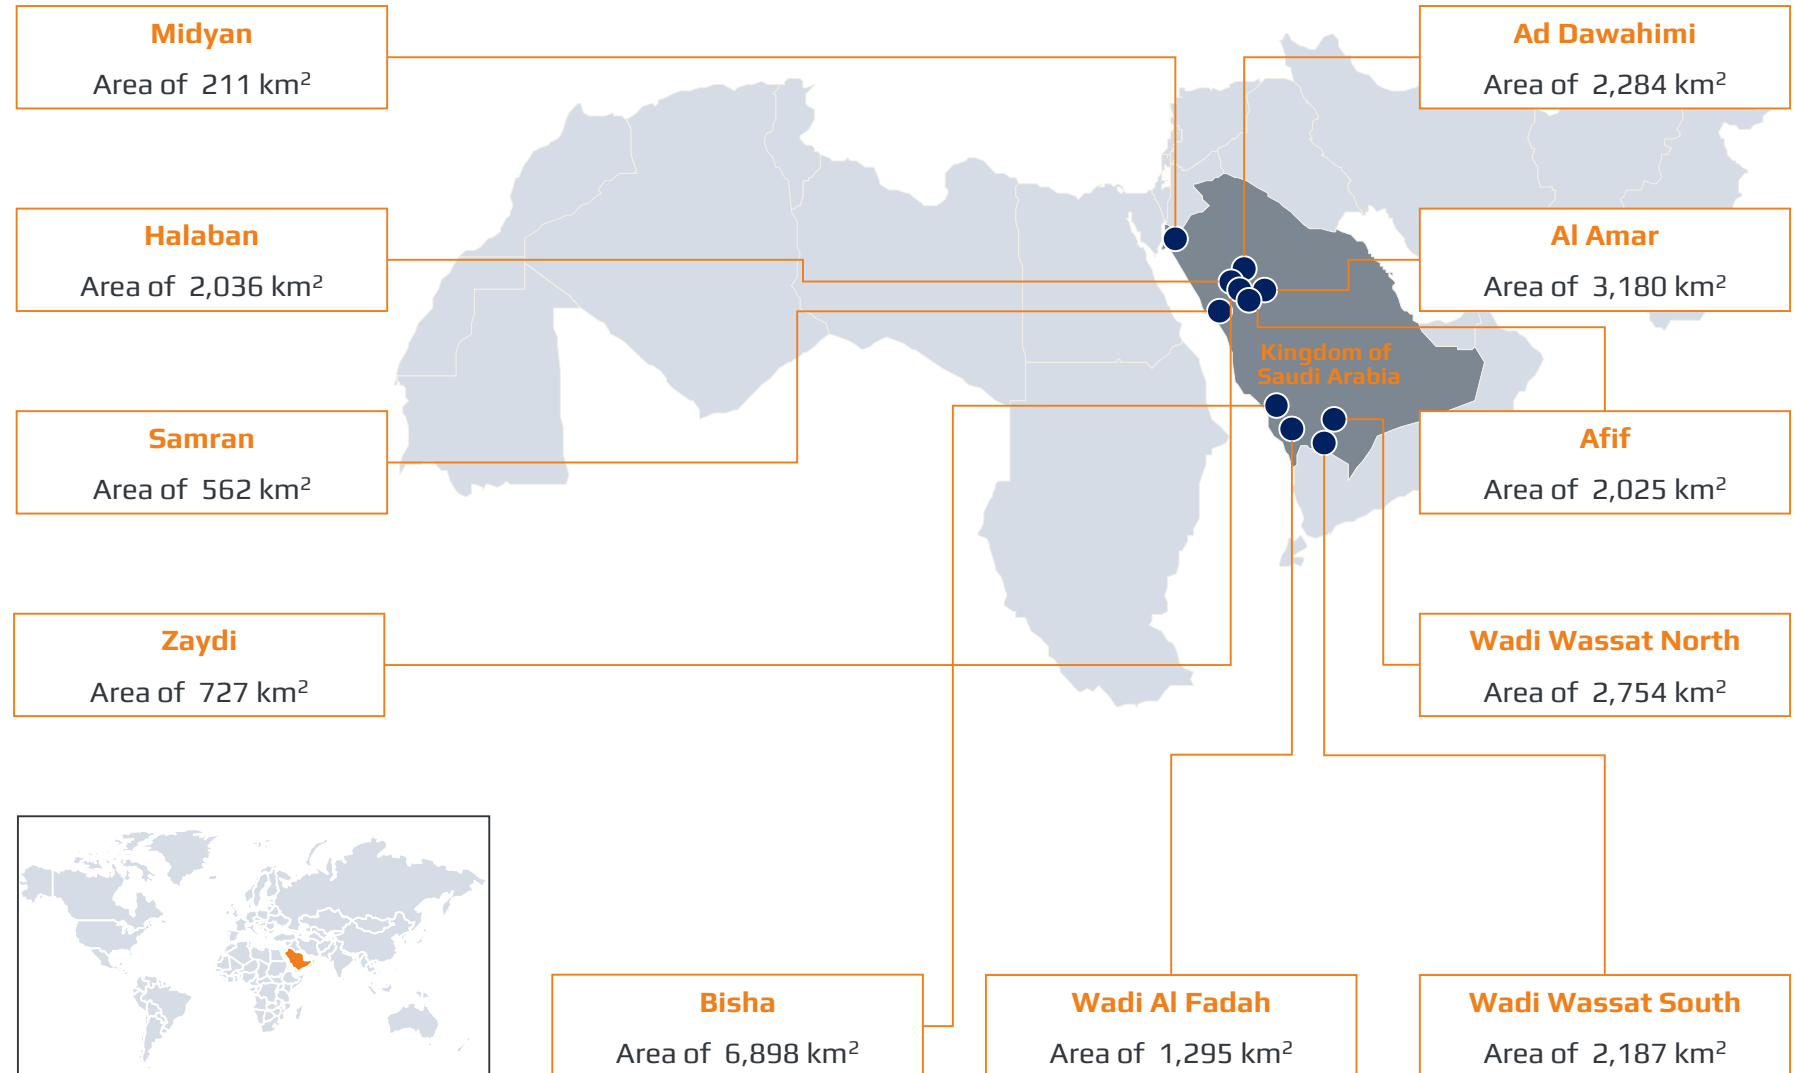 Midyan
Area of 211 km²
Ad Dawahimi
Area of 2,284 km²
Halaban
Area of 2,036 km²
Al Amar
Area of 3,180 km²
Kingdom of
Saudi Arabia
Samran
Area of 562 km²
Afif
Area of 2,025 km²
Zaydi
Area of 727 km²
Wadi Wassat North
Area of 2,754 km²
Bisha
Area of 6,898 km²
Wadi Al Fadah
Area of 1,295 km²
Wadi Wassat South
Area of 2,187 km²